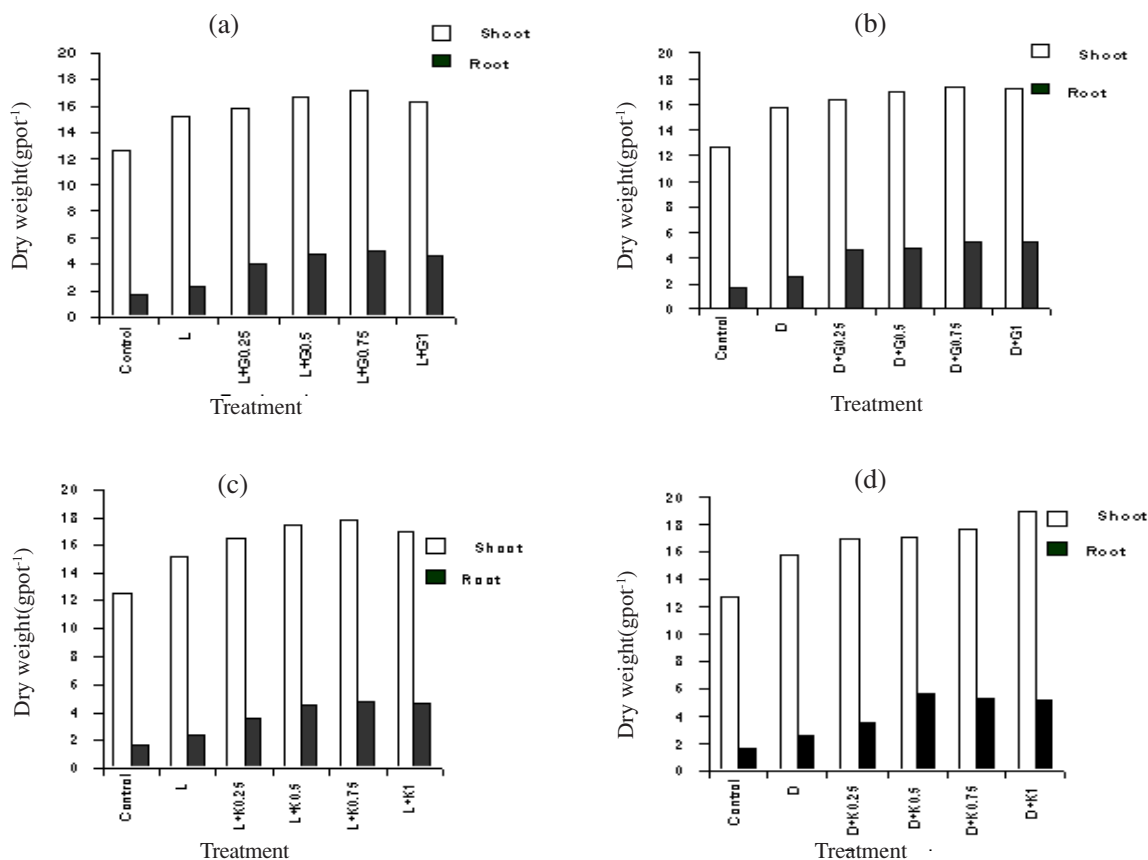 (a)
Shoot
Root
20
18
16
14
12
10
8
6
4
2
0
Dry weight(gpot-1)
Control
L
L+G0.25
L+G0.5
L+G0.75
L+G1
Treatment
(b)
Shoot
Root
20
18
16
14
12
10
8
6
4
2
0
Dry weight(gpot-1)
Control
D
D+G0.25
D+G0.5
D+G0.75
D+G1
Treatment
(c)
Shoot
Root
20
18
16
14
12
10
8
6
4
2
0
Dry weight(gpot-1)
Control
L
L+K0.25
L+K0.5
L+K0.75
L+K1
Treatment
(d)
Shoot
Root
20
18
16
14
12
10
8
6
4
2
0
Dry weight(gpot-1)
Control
D
D+K0.25
D+K0.5
D+K0.75
D+K1
Treatment